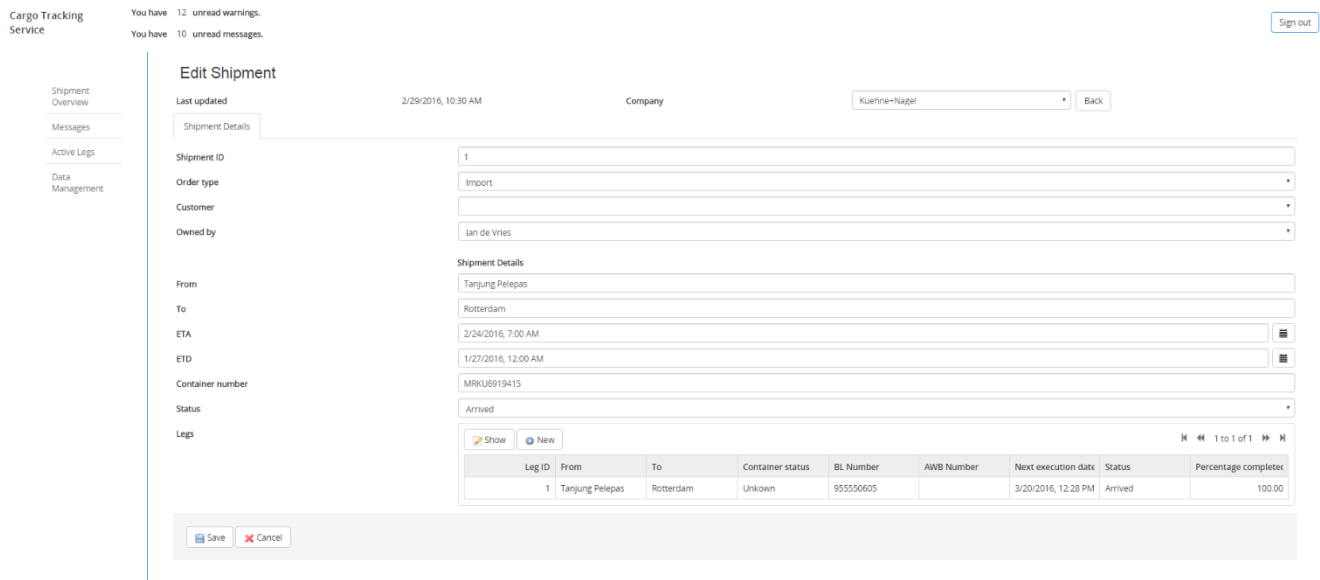 Cargo Tracking
Service
You have 12 unread warnings.
You have 10 unread messages.
Sign out
Shipment
Overview
Messages
Active Legs
Data
Management
Edit Shipment
Last updated 2/29/2016, 10:30 AM Company Kuehne+Nagel Back
Shipment Details
Shipment ID 1
Order type Import
Customer
Owned by Jan de Vries
Shipment Details
From Tanjung Pelepas
To Rotterdam
ETA 2/24/2016, 7:00 AM
ETD 1/27/2016, 12:00 AM
Container number MRKU6919415
Status Arrived
Legs Show New 1 to 1 of 1
Leg ID From To Container status BL Number AWB Number Next execution date Status Percentage completed
1 Tanjung Pelepas Rotterdam Unkown 955550605 3/20/2016, 12:28 PM Arrived 100.00
Save Cancel